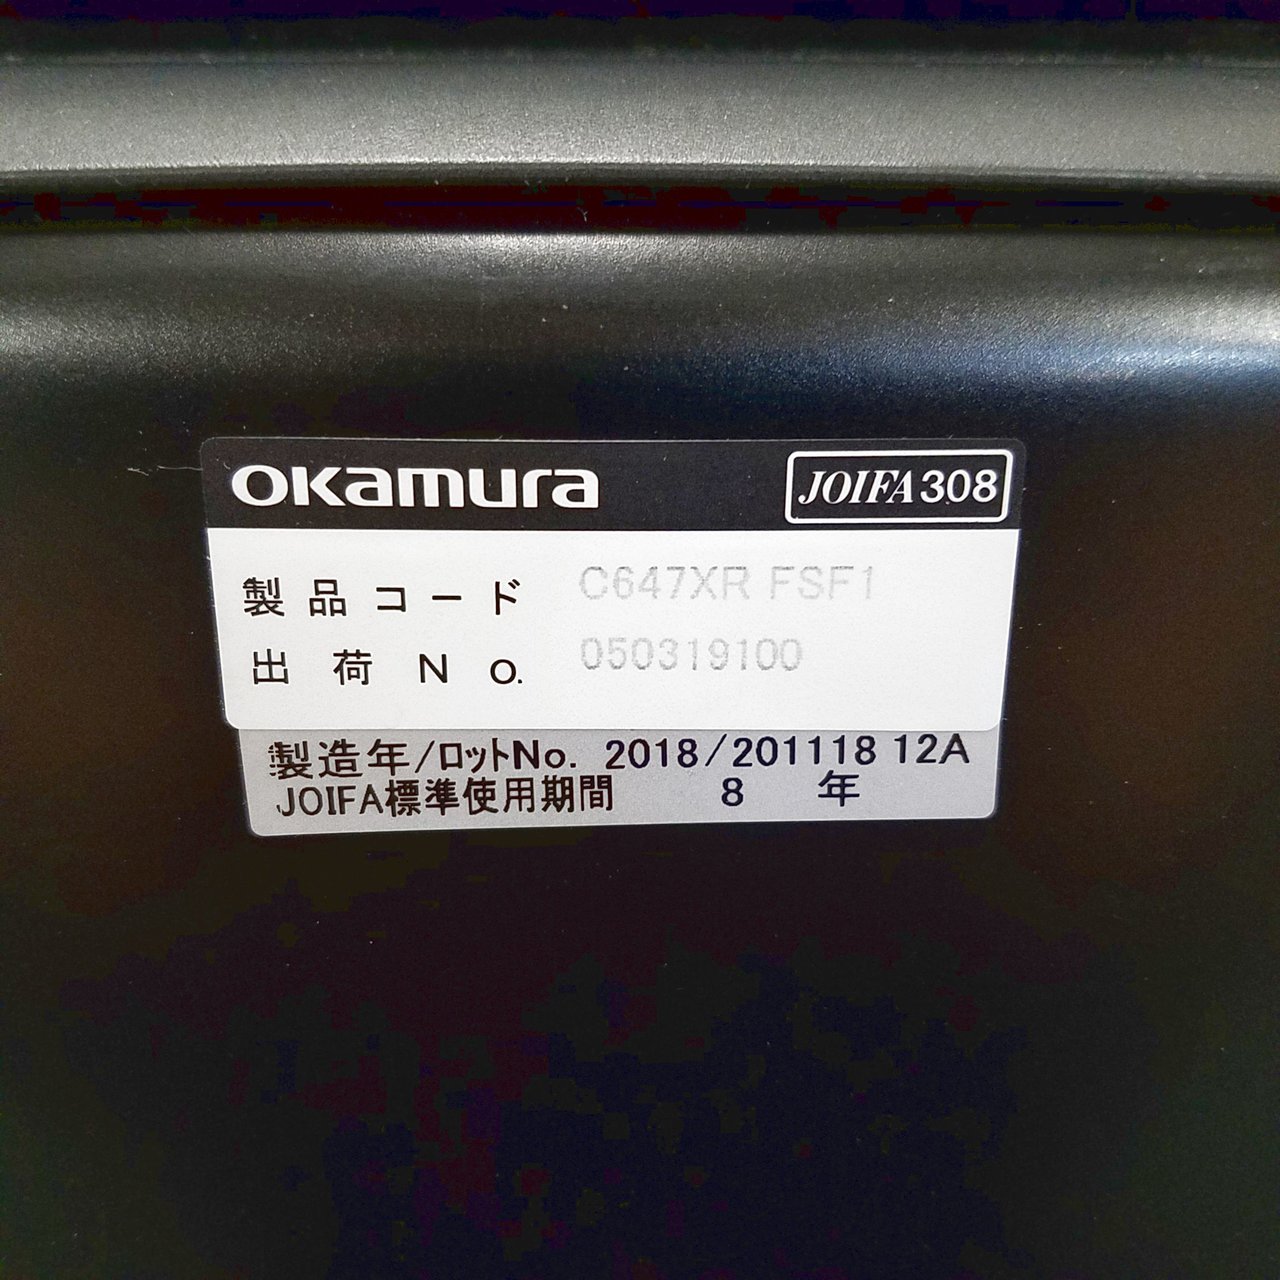 OKamura JOIFA308
製品コード C647XR FSF1
出荷No. 050319100
製造年/ロットNo. 2018/201118 12A
JOIFA標準使用期間 8 年